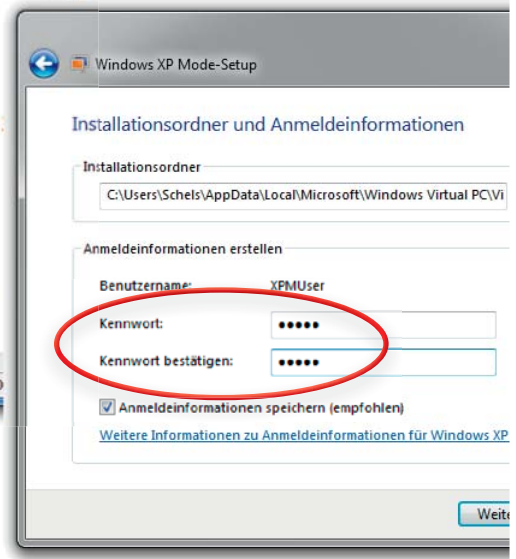 Windows XP Mode-Setup
Installationsordner und Anmeldeinformationen
Installationsordner
C:\Users\Schels\AppData\Local\Microsoft\Windows Virtual PC\Vi
Anmeldeinformationen erstellen
Benutzername: XPMUser
Kennwort: •••••
Kennwort bestätigen: •••••
Anmeldeinformationen speichern (empfohlen)
Weitere Informationen zu Anmeldeinformationen für Windows XP
Weite